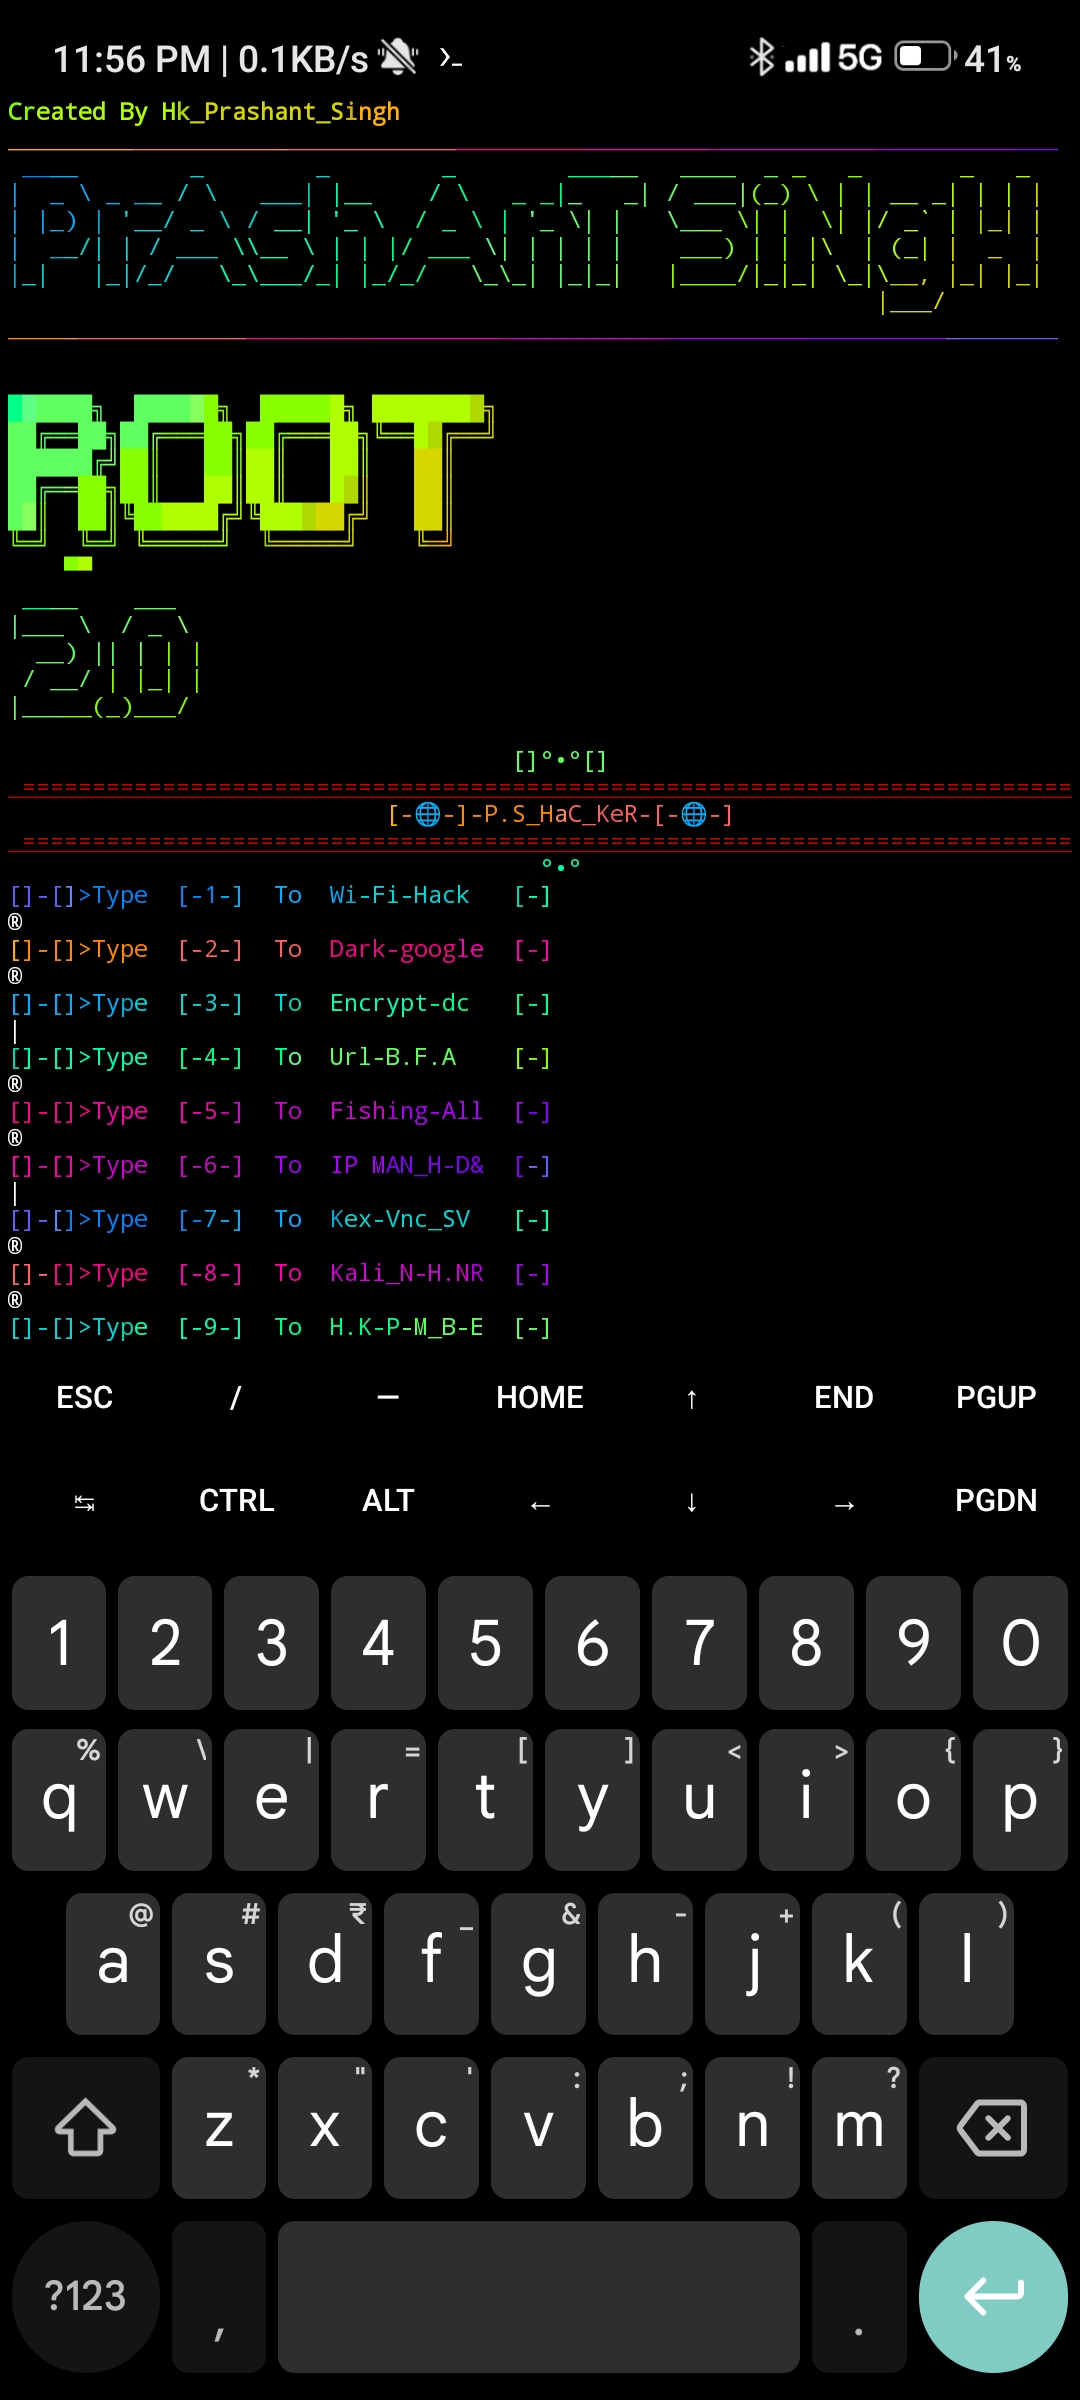 11:56 PM | 0.1KB/s >_ 5G 41%
Created By Hk_Prashant_Singh
PrAshAnT SiNgH
ROOT
2.0
[]°•°[]
===========================================================================
[-🌐-]-P.S_HaC_KeR-[-🌐-]
===========================================================================
°•°
[]-[]>Type [-1-] To Wi-Fi-Hack [-]
®
[]-[]>Type [-2-] To Dark-google [-]
®
[]-[]>Type [-3-] To Encrypt-dc [-]
|
[]-[]>Type [-4-] To Url-B.F.A [-]
®
[]-[]>Type [-5-] To Fishing-All [-]
®
[]-[]>Type [-6-] To IP MAN_H-D& [-]
|
[]-[]>Type [-7-] To Kex-Vnc_SV [-]
®
[]-[]>Type [-8-] To Kali_N-H.NR [-]
®
[]-[]>Type [-9-] To H.K-P-M_B-E [-]
ESC / — HOME ↑ END PGUP
↹ CTRL ALT ← ↓ → PGDN
1 2 3 4 5 6 7 8 9 0
% \ | = [ ] < > { }
q w e r t y u i o p
@ # ₹ _ & - + ( )
a s d f g h j k l
* " ' : ; ! ?
z x c v b n m
?123 , .